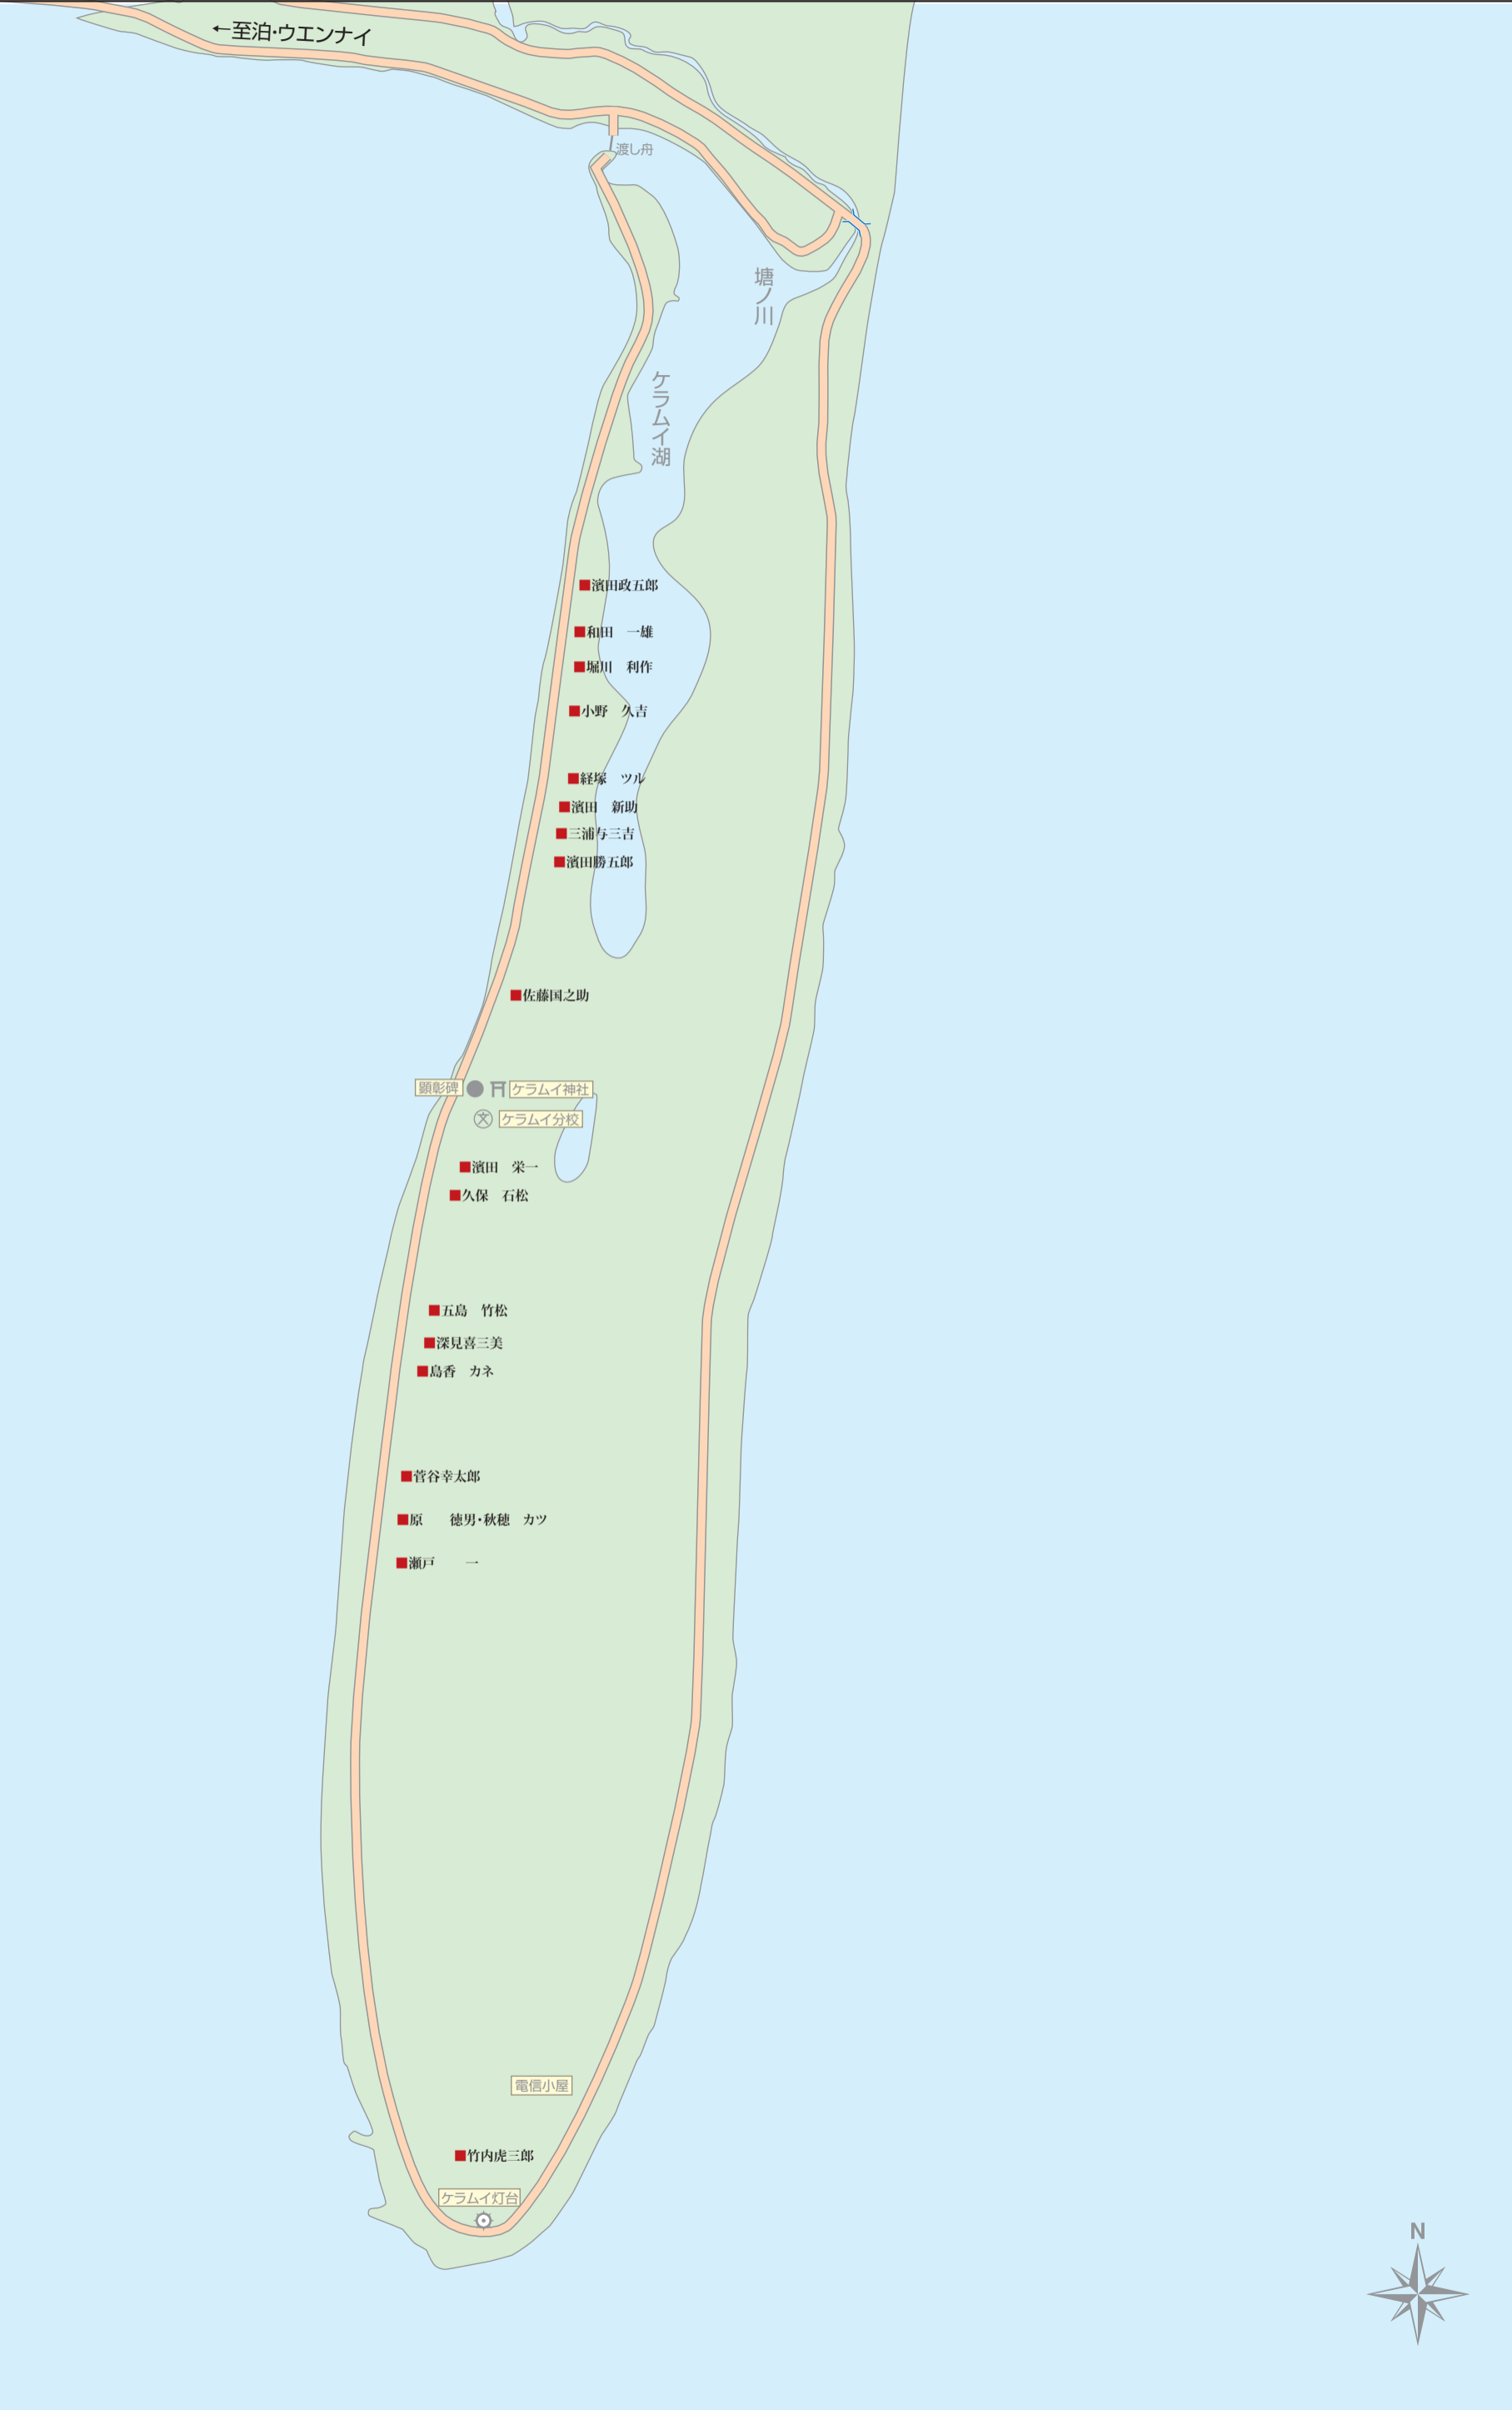 ←至泊・ウエンナイ
渡し舟
塘ノ川
ケラムイ湖
濱田政五郎
和田　一雄
堀川　利作
小野　久吉
経塚　ツル
濱田　新助
三浦与三吉
濱田勝五郎
佐藤国之助
顕彰碑
ケラムイ神社
文
ケラムイ分校
濱田　栄一
久保　石松
五島　竹松
深見喜三美
島香　カネ
菅谷幸太郎
原　　徳男・秋穂　カツ
瀬戸　　一
電信小屋
竹内虎三郎
ケラムイ灯台
N